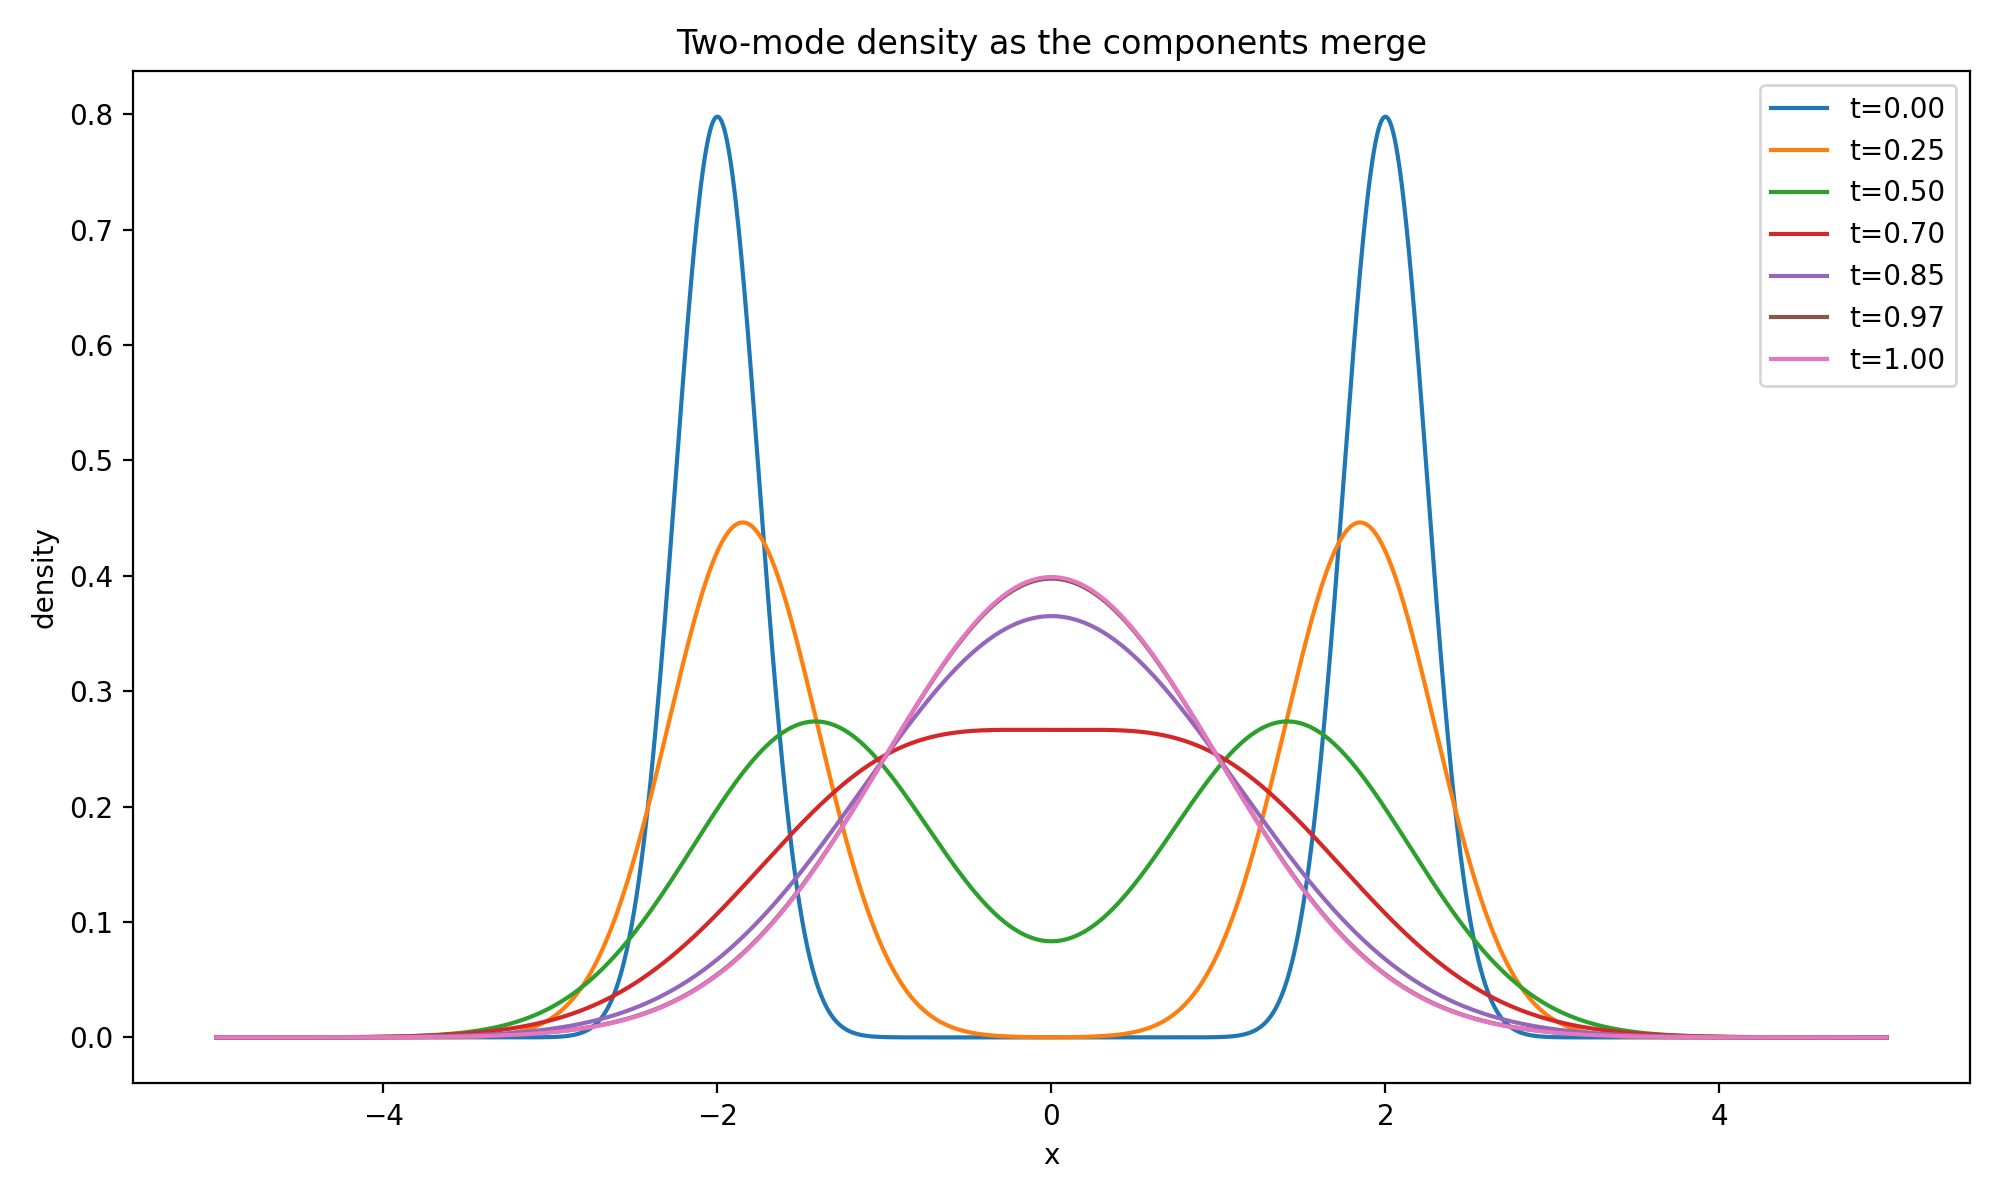 Two-mode density as the components merge
t=0.00
t=0.25
t=0.50
t=0.70
t=0.85
t=0.97
t=1.00
0.8
0.7
0.6
0.5
0.4
0.3
0.2
0.1
0.0
density
−4
−2
0
2
4
x